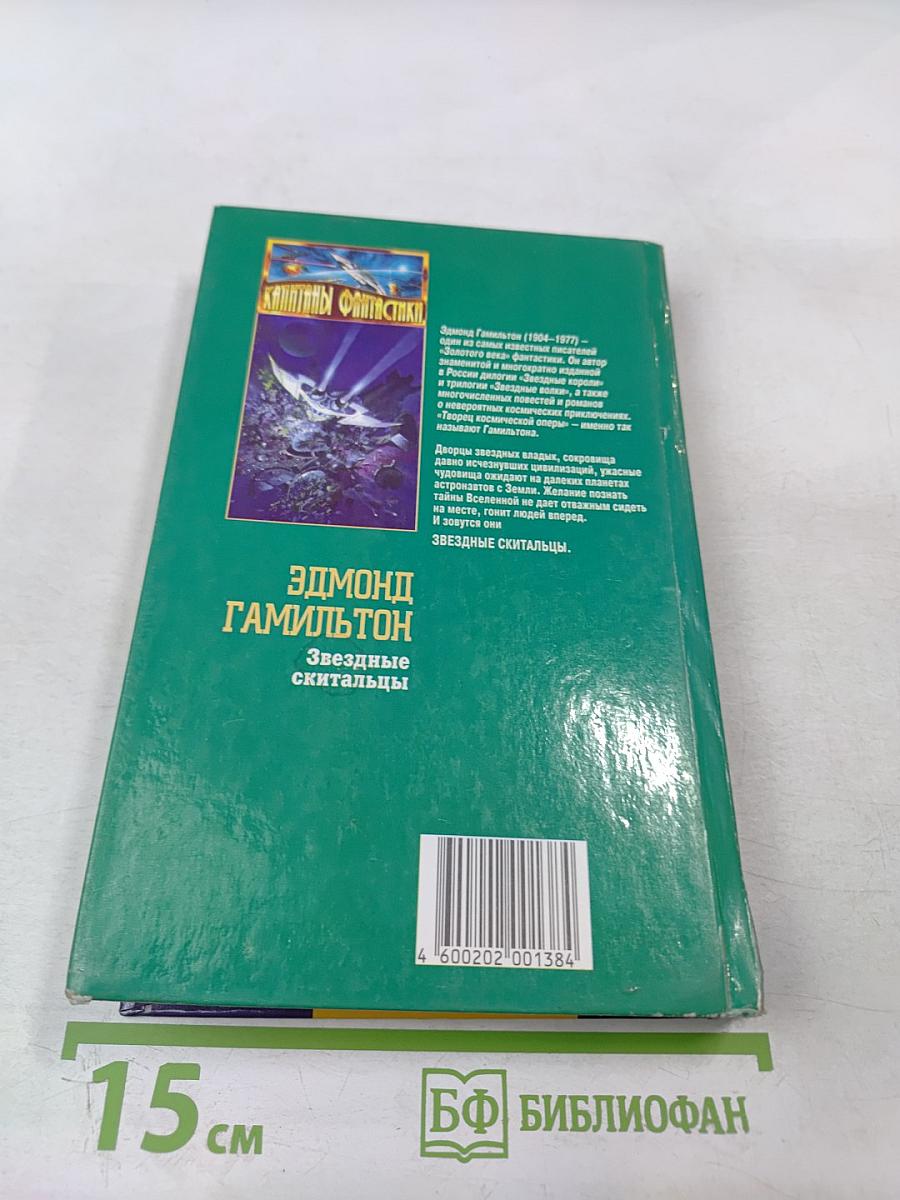 КАПИТАНЫ ФАНТАСТИКИ
Эдмонд Гамильтон (1904–1977) –
один из самых известных писателей
«Золотого века» фантастики. Он автор
знаменитой и многократно изданной
в России дилогии «Звездные короли»
и трилогии «Звездные волки», а также
многочисленных повестей и романов
о невероятных космических приключениях.
«Творец космической оперы» – именно так
называют Гамильтона.
Дворцы звездных владык, сокровища
давно исчезнувших цивилизаций, ужасные
чудовища ожидают на далеких планетах
астронавтов с Земли. Желание познать
тайны Вселенной не дает отважным сидеть
на месте, гонит людей вперед.
И зовутся они
ЗВЕЗДНЫЕ СКИТАЛЬЦЫ.
ЭДМОНД
ГАМИЛЬТОН
Звездные
скитальцы
4 600202 001384
15 см
БФ БИБЛИОФАН